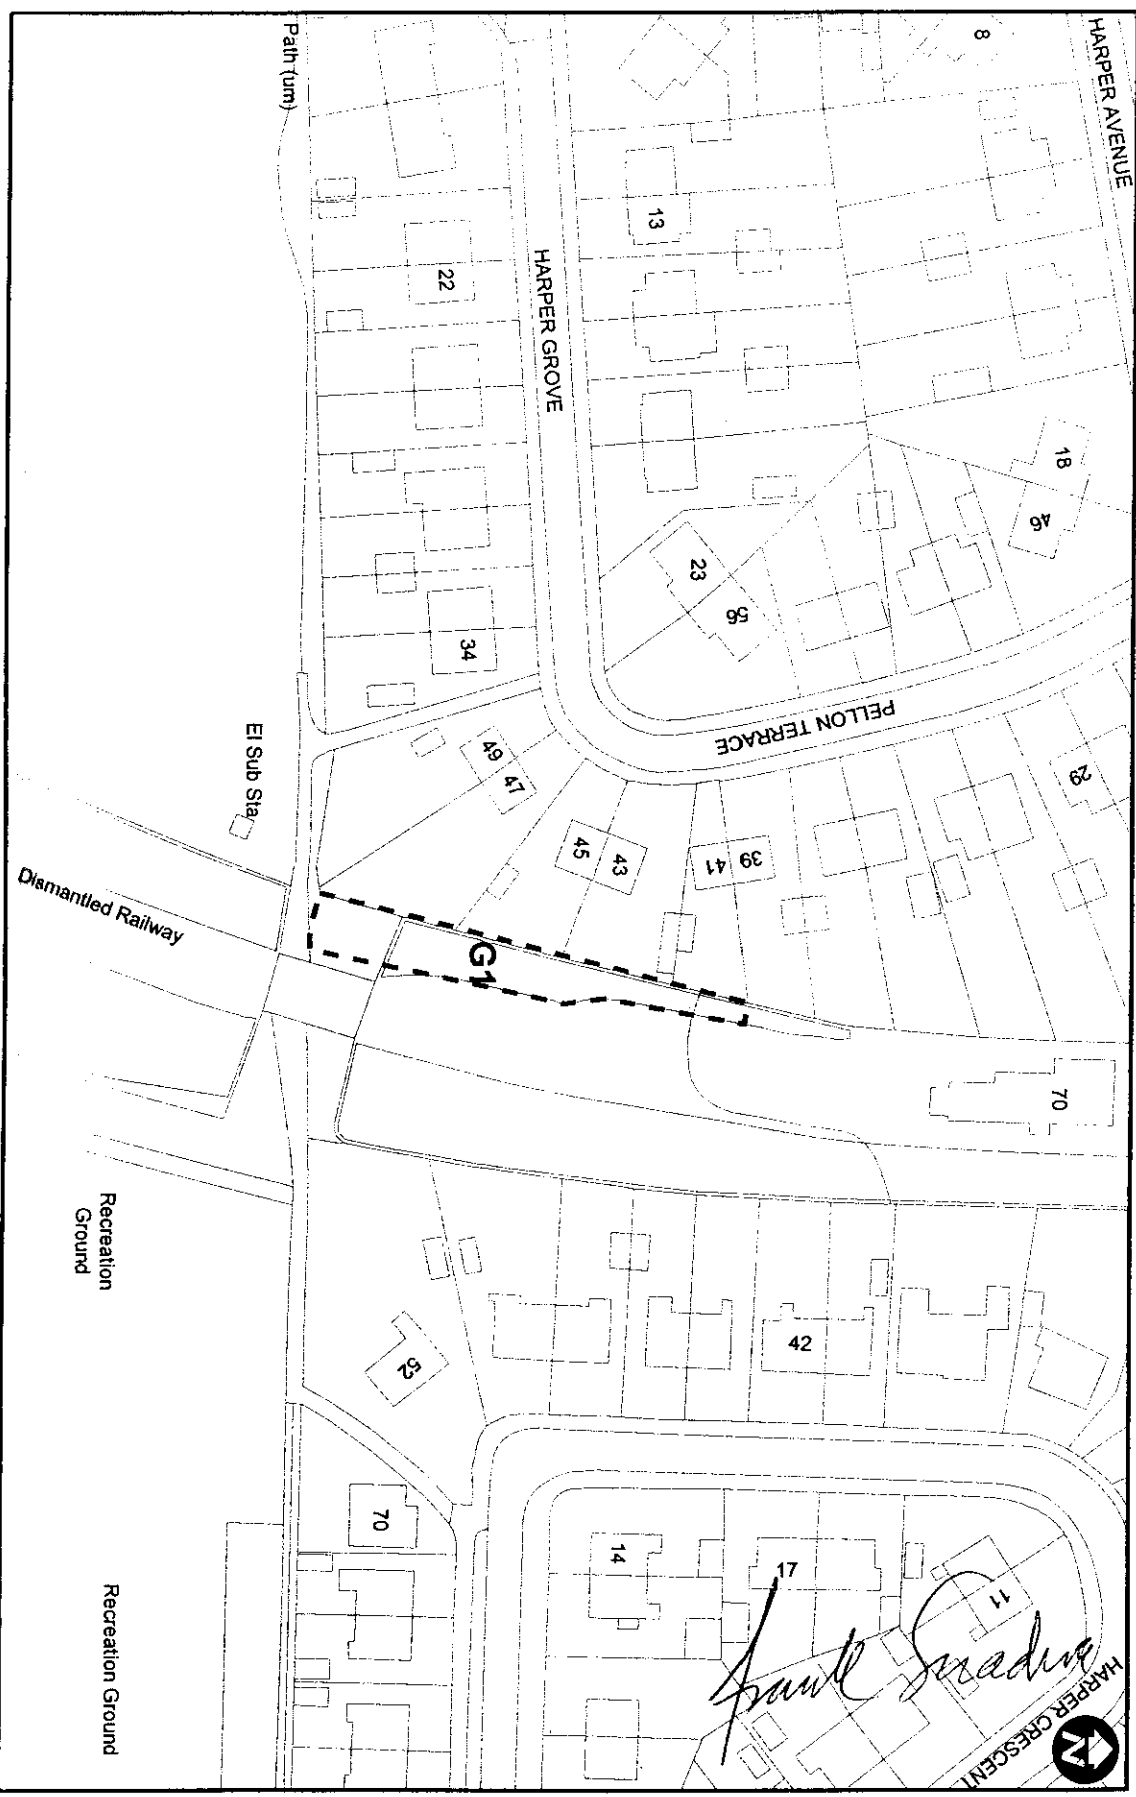 HARPER AVENUE
8
Path (um)
13
22
HARPER GROVE
18
46
23
56
34
PELLON TERRACE
El Sub Sta
49
47
45
43
41
39
29
Dismantled Railway
G1
70
Recreation
Ground
52
42
70
14
17
11
Frank
HARPER CRESCENT
Recreation Ground
N